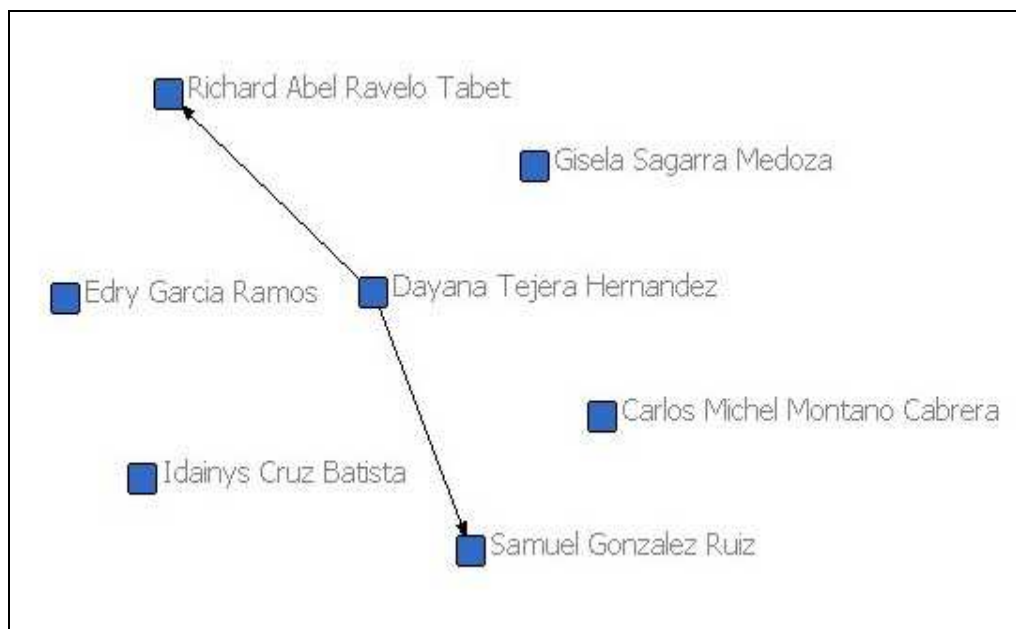 Richard Abel Ravelo Tabet
Gisela Sagarra Medoza
Edry Garcia Ramos
Dayana Tejera Hernandez
Carlos Michel Montano Cabrera
Idainys Cruz Batista
Samuel Gonzalez Ruiz